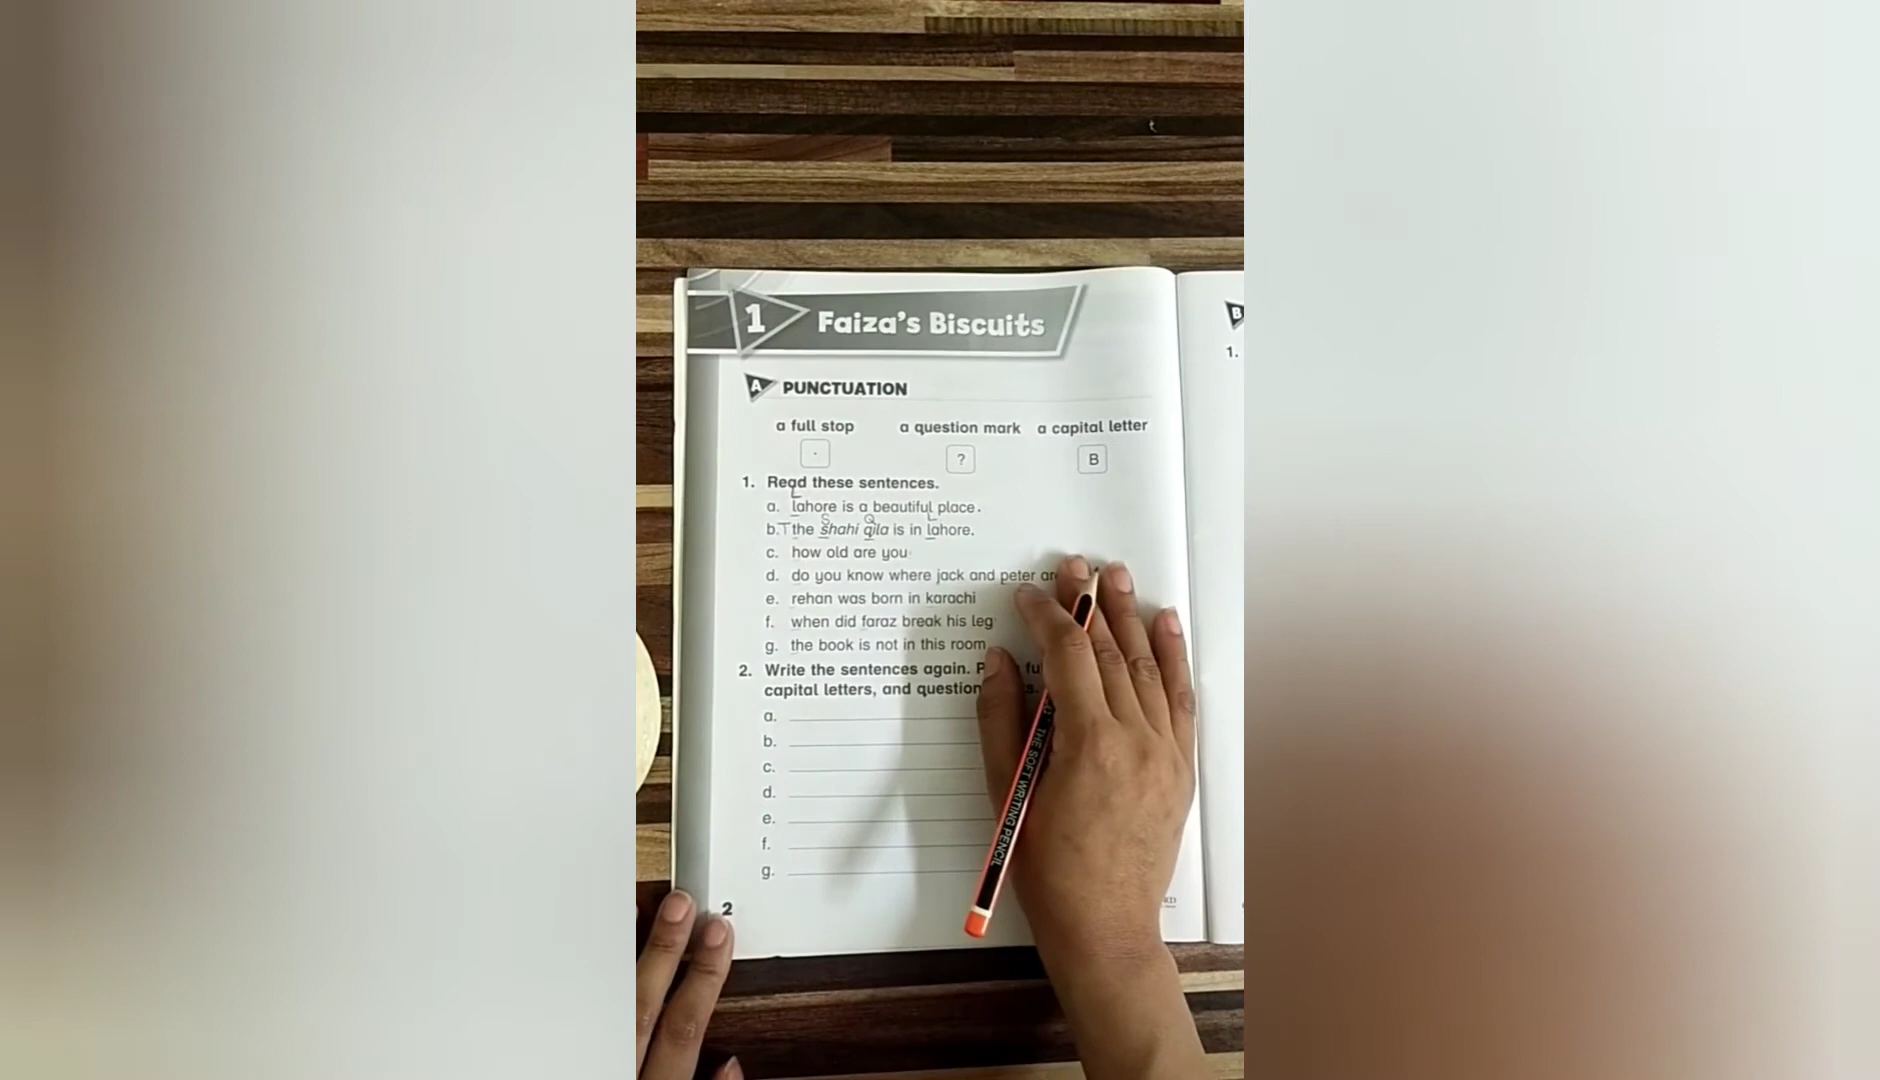 1 Faiza's Biscuits
A PUNCTUATION
a full stop a question mark a capital letter
. ? B
1. Read these sentences.
L
a. lahore is a beautiful place.
S Q L
b. T the shahi qila is in lahore.
c. how old are you
d. do you know where jack and peter
e. rehan was born in karachi
f. when did faraz break his leg
g. the book is not in this room
2. Write the sentences again.
capital letters, and question
a.
b.
c.
d.
e.
f.
g.
2
B
1.
THE SOFT WRITING PENCIL